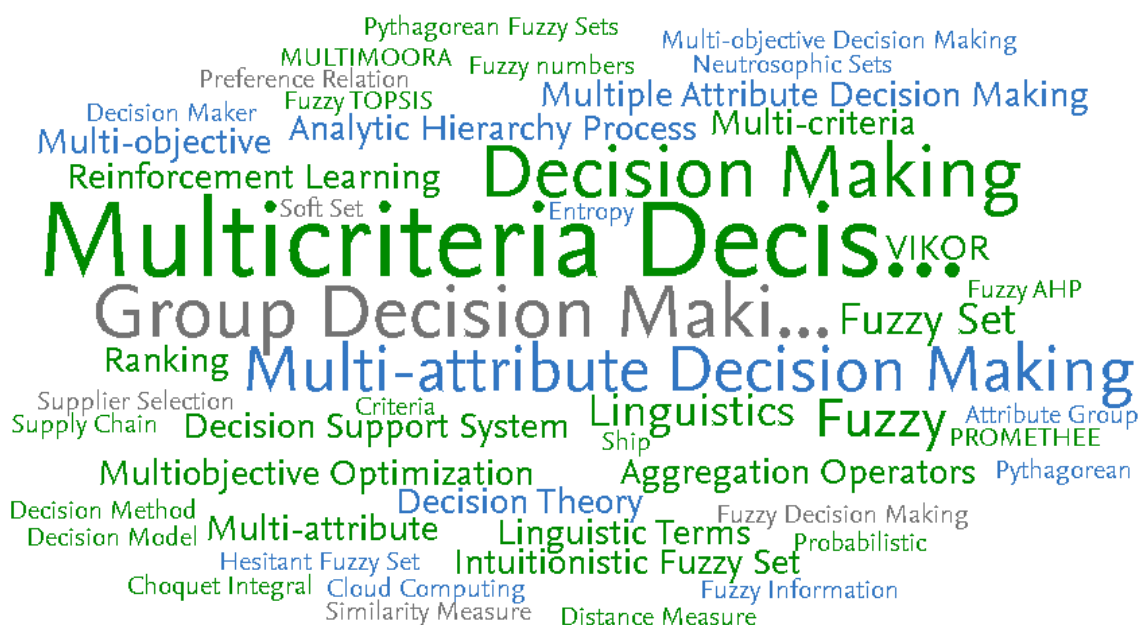 Pythagorean Fuzzy Sets
Multi-objective Decision Making
MULTIMOORA
Fuzzy numbers
Neutrosophic Sets
Preference Relation
Fuzzy TOPSIS
Multiple Attribute Decision Making
Decision Maker
Analytic Hierarchy Process
Multi-criteria
Multi-objective
Reinforcement Learning
Decision Making
Soft Set
Entropy
Multicriteria Decis...
VIKOR
Group Decision Maki...
Fuzzy AHP
Fuzzy Set
Ranking
Multi-attribute Decision Making
Supplier Selection
Criteria
Linguistics
Fuzzy
Attribute Group
Supply Chain
Decision Support System
Ship
PROMETHEE
Multiobjective Optimization
Aggregation Operators
Pythagorean
Decision Theory
Decision Method
Multi-attribute
Linguistic Terms
Fuzzy Decision Making
Decision Model
Probabilistic
Hesitant Fuzzy Set
Intuitionistic Fuzzy Set
Choquet Integral
Cloud Computing
Fuzzy Information
Similarity Measure
Distance Measure